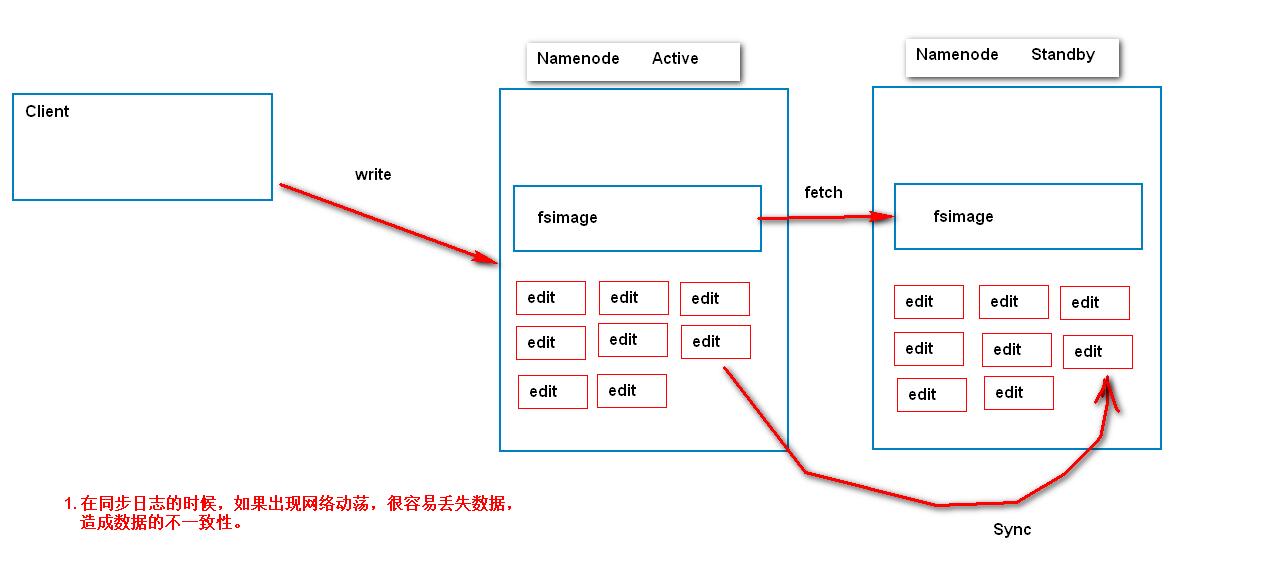 Namenode Active
Namenode Standby
Client
write
fetch
fsimage
fsimage
edit edit edit
edit edit edit
edit edit
edit edit edit
edit edit edit
edit edit
1. 在同步日志的时候，如果出现网络动荡，很容易丢失数据，
造成数据的不一致性。
Sync